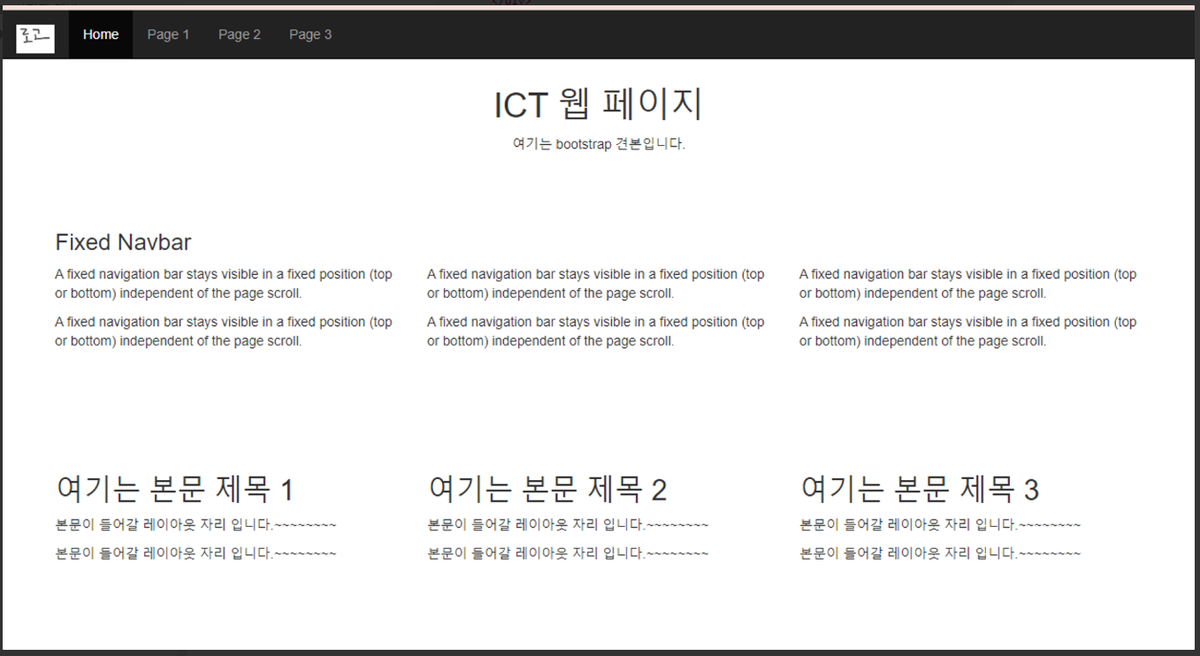 로고
Home
Page 1
Page 2
Page 3
ICT 웹 페이지
여기는 bootstrap 견본입니다.
Fixed Navbar
A fixed navigation bar stays visible in a fixed position (top
or bottom) independent of the page scroll.
A fixed navigation bar stays visible in a fixed position (top
or bottom) independent of the page scroll.
A fixed navigation bar stays visible in a fixed position (top
or bottom) independent of the page scroll.
A fixed navigation bar stays visible in a fixed position (top
or bottom) independent of the page scroll.
A fixed navigation bar stays visible in a fixed position (top
or bottom) independent of the page scroll.
A fixed navigation bar stays visible in a fixed position (top
or bottom) independent of the page scroll.
여기는 본문 제목 1
본문이 들어갈 레이아웃 자리 입니다.~~~~~~~~
본문이 들어갈 레이아웃 자리 입니다.~~~~~~~~
여기는 본문 제목 2
본문이 들어갈 레이아웃 자리 입니다.~~~~~~~~
본문이 들어갈 레이아웃 자리 입니다.~~~~~~~~
여기는 본문 제목 3
본문이 들어갈 레이아웃 자리 입니다.~~~~~~~~
본문이 들어갈 레이아웃 자리 입니다.~~~~~~~~